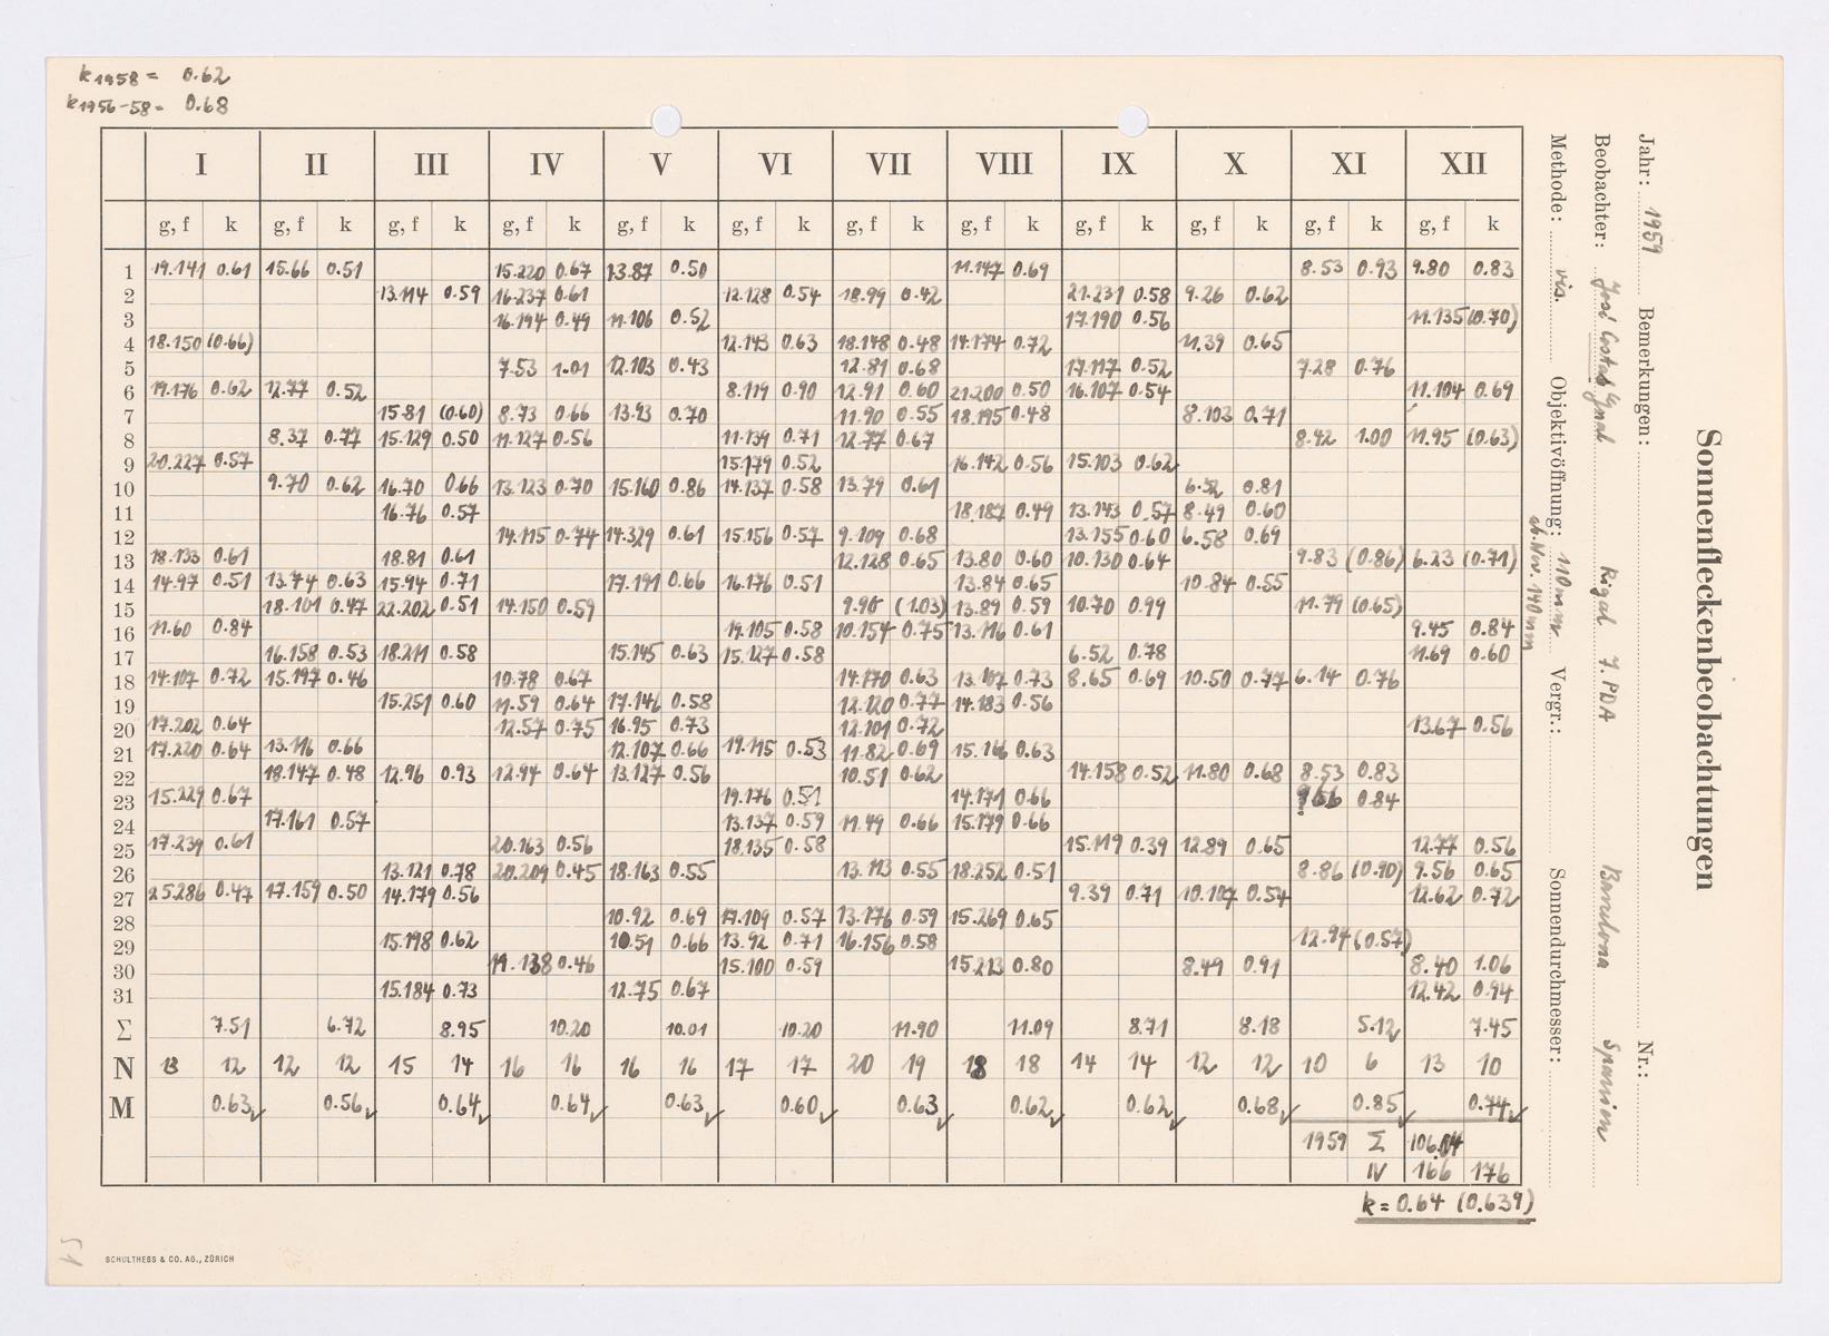 k1958 = 0.62
k1956-58 = 0.68
I II III IV V VI VII VIII IX X XI XII
g, f k g, f k g, f k g, f k g, f k g, f k g, f k g, f k g, f k g, f k g, f k g, f k
1 19.141 0.61 15.66 0.51 15.220 0.67 13.87 0.50 11.147 0.69 8.53 0.93 9.80 0.83
2 13.114 0.59 16.237 0.61 12.128 0.54 18.99 0.42 21.231 0.58 9.26 0.62
3 16.194 0.49 11.106 0.52 17.190 0.56 11.135 (0.70)
4 18.150 (0.66) 12.143 0.63 18.148 0.48 14.174 0.72 11.39 0.65
5 7.53 1.01 12.103 0.43 12.81 0.68 17.117 0.52 7.28 0.76
6 19.176 0.62 12.77 0.52 8.119 0.90 12.91 0.60 21.200 0.50 16.107 0.54 11.104 0.69
7 15.81 (0.60) 8.73 0.66 13.93 0.70 11.90 0.55 18.195 0.48 8.103 0.71
8 8.37 0.77 15.129 0.50 11.127 0.56 11.139 0.71 12.77 0.67 8.42 1.00 11.95 (0.63)
9 20.227 0.57 15.179 0.52 16.142 0.56 15.103 0.62
10 9.70 0.62 16.70 0.66 13.123 0.70 15.160 0.86 14.137 0.58 13.79 0.61 6.32 0.81
11 16.76 0.57 18.187 0.49 13.143 0.57 8.49 0.60
12 14.115 0.74 14.329 0.61 15.156 0.57 9.109 0.68 13.155 0.60 6.58 0.69
13 18.133 0.61 18.81 0.61 12.128 0.65 13.80 0.60 10.130 0.64 9.83 (0.86) 6.23 (0.71)
14 14.97 0.51 13.74 0.63 15.94 0.71 17.191 0.66 16.176 0.51 13.84 0.65 10.84 0.55
15 18.101 0.47 22.202 0.51 14.150 0.59 9.90 (1.03) 13.89 0.59 10.70 0.99 11.79 (0.65)
16 11.60 0.84 19.105 0.58 10.154 0.75 13.116 0.61 9.45 0.84
17 16.158 0.53 18.211 0.58 15.145 0.63 15.127 0.58 6.52 0.78 11.69 0.60
18 14.107 0.72 15.197 0.46 10.78 0.67 14.170 0.63 13.107 0.73 8.65 0.69 10.50 0.77 6.14 0.76
19 15.251 0.60 11.59 0.64 17.146 0.58 12.120 0.77 14.183 0.56
20 17.202 0.64 12.57 0.75 16.95 0.73 12.101 0.72 13.67 0.56
21 17.220 0.64 13.116 0.66 12.107 0.66 19.115 0.53 11.82 0.69 15.166 0.63
22 18.147 0.48 12.96 0.93 12.94 0.64 13.127 0.56 10.51 0.62 14.158 0.52 11.80 0.68 8.53 0.83
23 15.229 0.67 19.176 0.51 14.171 0.66 0.84
24 17.161 0.57 13.137 0.59 11.49 0.66 15.179 0.66
25 17.239 0.61 20.163 0.56 18.135 0.58 15.119 0.39 12.89 0.65 12.77 0.56
26 13.121 0.78 20.209 0.45 18.163 0.55 13.113 0.55 18.252 0.51 8.86 (0.90) 9.56 0.65
27 25.286 0.47 17.159 0.50 14.179 0.56 9.39 0.71 10.107 0.54 12.62 0.72
28 10.92 0.69 17.109 0.57 13.176 0.59 15.269 0.65
29 15.198 0.62 10.51 0.66 13.92 0.71 16.156 0.58 12.94 (0.57)
30 19.138 0.46 15.100 0.59 15.213 0.80 8.49 0.91 8.40 1.06
31 15.184 0.73 12.75 0.67 12.42 0.94
Σ 7.51 6.72 8.95 10.20 10.01 10.20 11.90 11.09 8.71 8.18 5.12 7.45
N 13 12 12 12 15 14 16 16 16 16 17 17 20 19 18 18 14 14 12 12 10 6 13 10
M 0.63✓ 0.56✓ 0.64✓ 0.64✓ 0.63✓ 0.60✓ 0.63✓ 0.62✓ 0.62✓ 0.68✓ 0.85✓ 0.74✓
1959 Σ 106.04
N 166 176
k = 0.64 (0.639)
SCHULTHESS & CO. AG., ZÜRICH
51
Sonnenfleckenbeobachtungen
Jahr: 1959 Bemerkungen: Nr.:
Beobachter: José Costas Gual Rigal 7. PDA Barcelona Spanien
Methode: vis. Objektivöffnung: 110 mm Vergr.: Sonnendurchmesser:
ab Nov. 140 mm